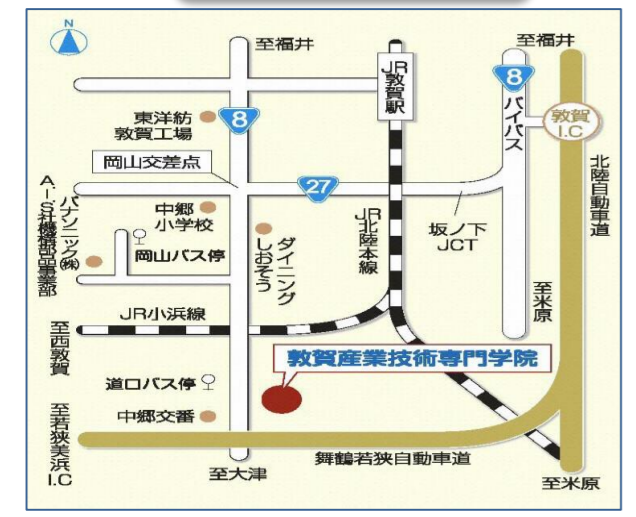 N
至福井
至福井
JR
敦賀駅
8
バイパス
東洋紡
敦賀工場
8
敦賀
I.C
岡山交差点
27
北陸自動車道
中郷
小学校
JR
北陸本線
坂ノ下
JCT
パナソニック㈱
A.I.S社機構部品事業部
岡山バス停
ダイニング
しおそう
至米原
JR小浜線
至西敦賀
敦賀産業技術専門学院
道口バス停
中郷交番
至若狭美浜
I.C
舞鶴若狭自動車道
至大津
至米原